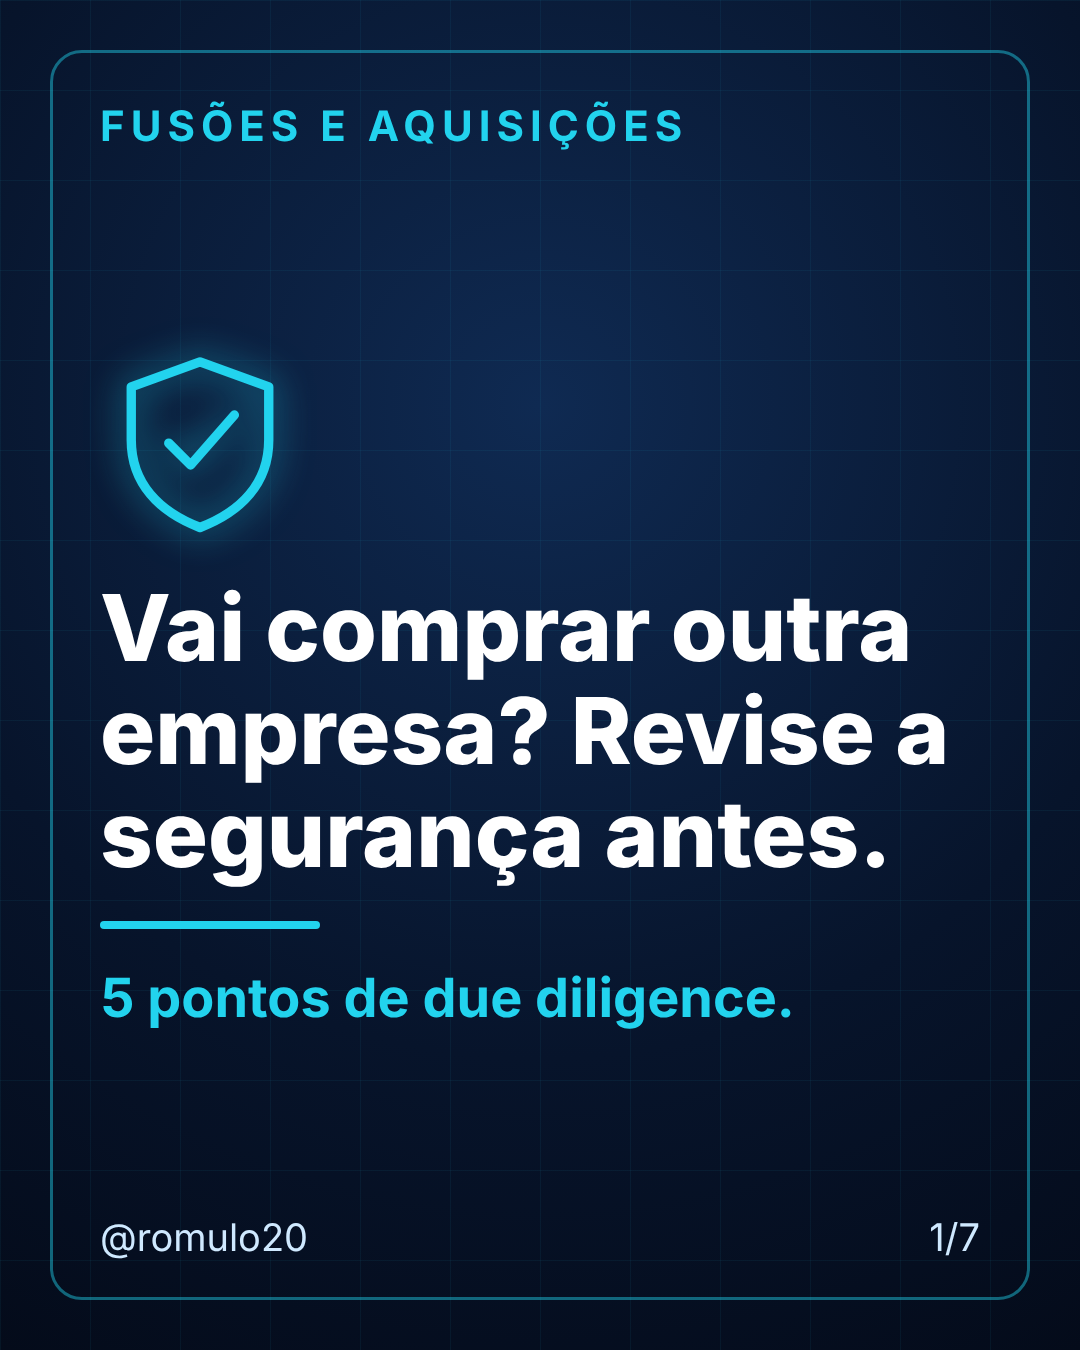 FUSÕES E AQUISIÇÕES
Vai comprar outra
empresa? Revise a
segurança antes.
5 pontos de due diligence.
@romulo20
1/7